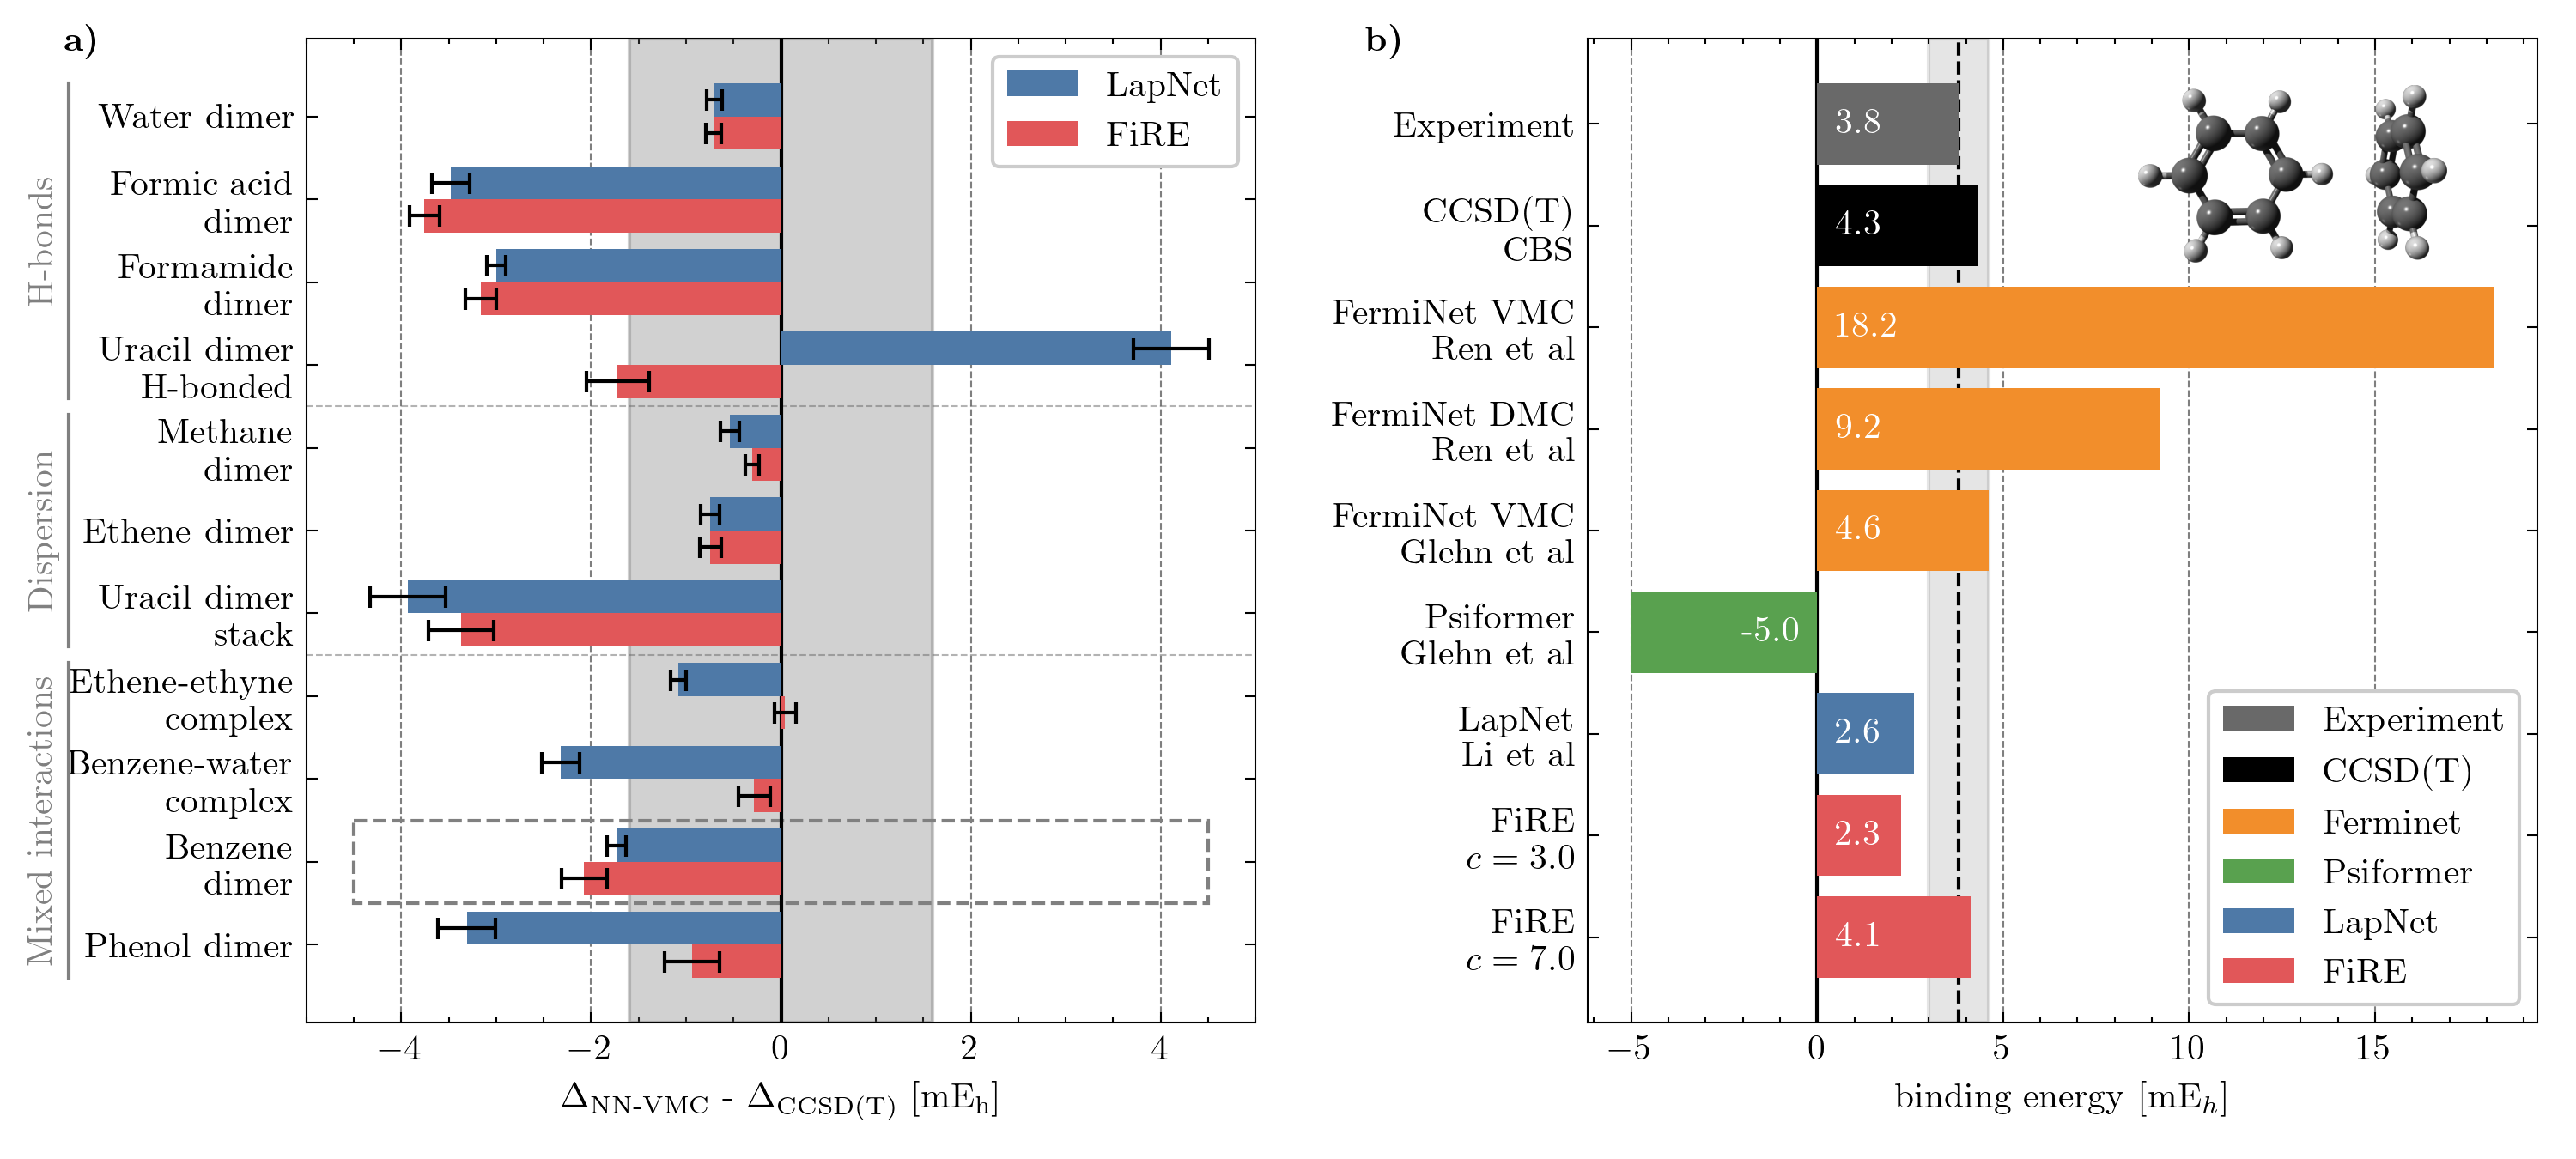 a)
LapNet
FiRE
H-bonds
Dispersion
Mixed interactions
Water dimer
Formic acid
dimer
Formamide
dimer
Uracil dimer
H-bonded
Methane
dimer
Ethene dimer
Uracil dimer
stack
Ethene-ethyne
complex
Benzene-water
complex
Benzene
dimer
Phenol dimer
−4 −2 0 2 4
Δ_NN-VMC - Δ_CCSD(T) [mE_h]
b)
Experiment
3.8
CCSD(T)
CBS
4.3
FermiNet VMC
Ren et al
18.2
FermiNet DMC
Ren et al
9.2
FermiNet VMC
Glehn et al
4.6
Psiformer
Glehn et al
-5.0
LapNet
Li et al
2.6
FiRE
c = 3.0
2.3
FiRE
c = 7.0
4.1
Experiment
CCSD(T)
Ferminet
Psiformer
LapNet
FiRE
−5 0 5 10 15
binding energy [mE_h]